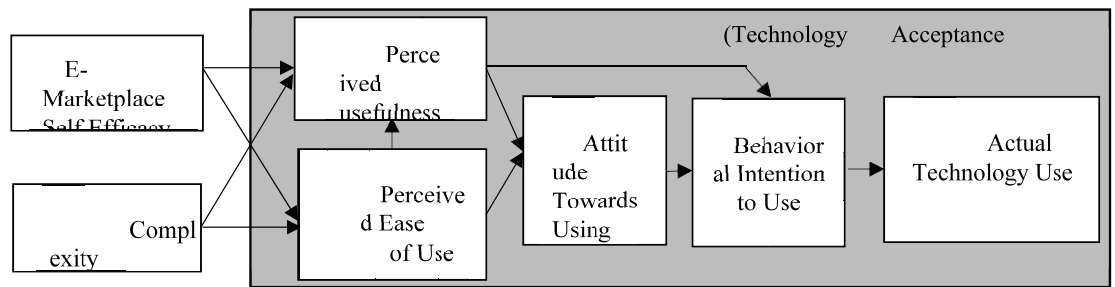 (Technology Acceptance
E-
Marketplace
Self Efficacy
Compl
exity
Perce
ived
usefulness
Perceive
d Ease
of Use
Attit
ude
Towards
Using
Behavior
al Intention
to Use
Actual
Technology Use